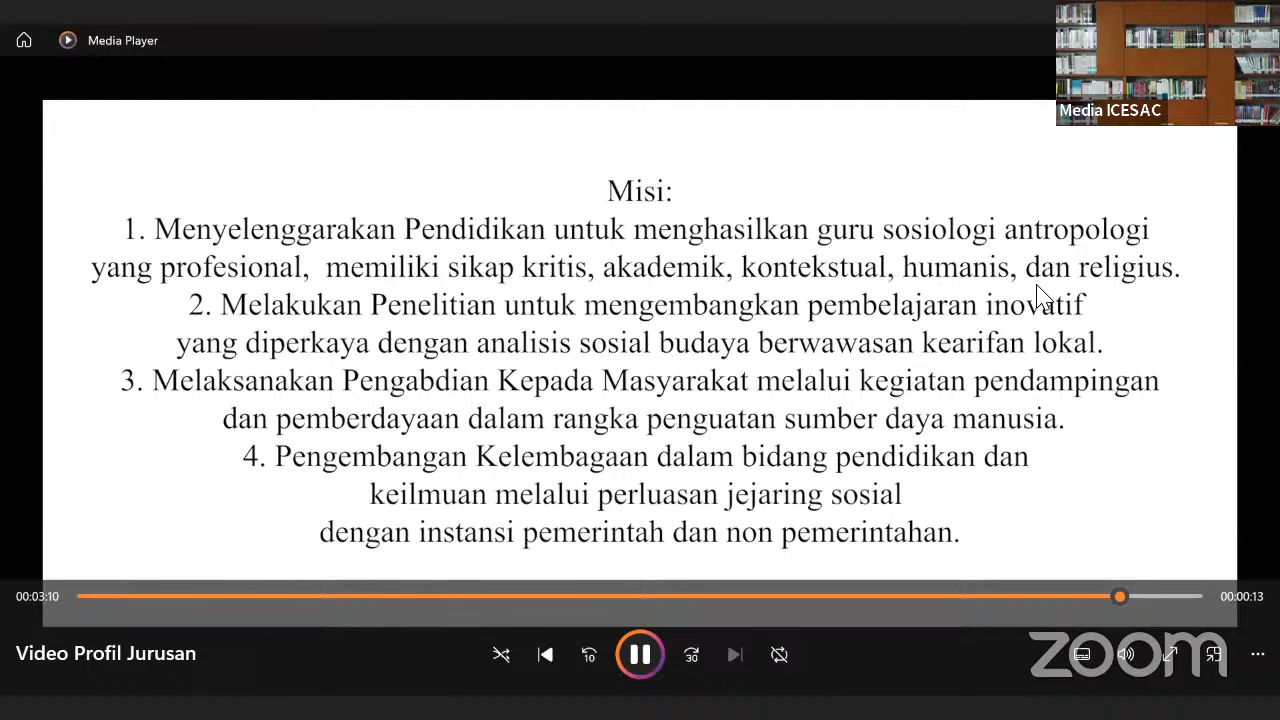 Media Player
Media ICESAC
Misi:
1. Menyelenggarakan Pendidikan untuk menghasilkan guru sosiologi antropologi
yang profesional, memiliki sikap kritis, akademik, kontekstual, humanis, dan religius.
2. Melakukan Penelitian untuk mengembangkan pembelajaran inovatif
yang diperkaya dengan analisis sosial budaya berwawasan kearifan lokal.
3. Melaksanakan Pengabdian Kepada Masyarakat melalui kegiatan pendampingan
dan pemberdayaan dalam rangka penguatan sumber daya manusia.
4. Pengembangan Kelembagaan dalam bidang pendidikan dan
keilmuan melalui perluasan jejaring sosial
dengan instansi pemerintah dan non pemerintahan.
00:03:10
00:00:13
Video Profil Jurusan
10
30
zoom